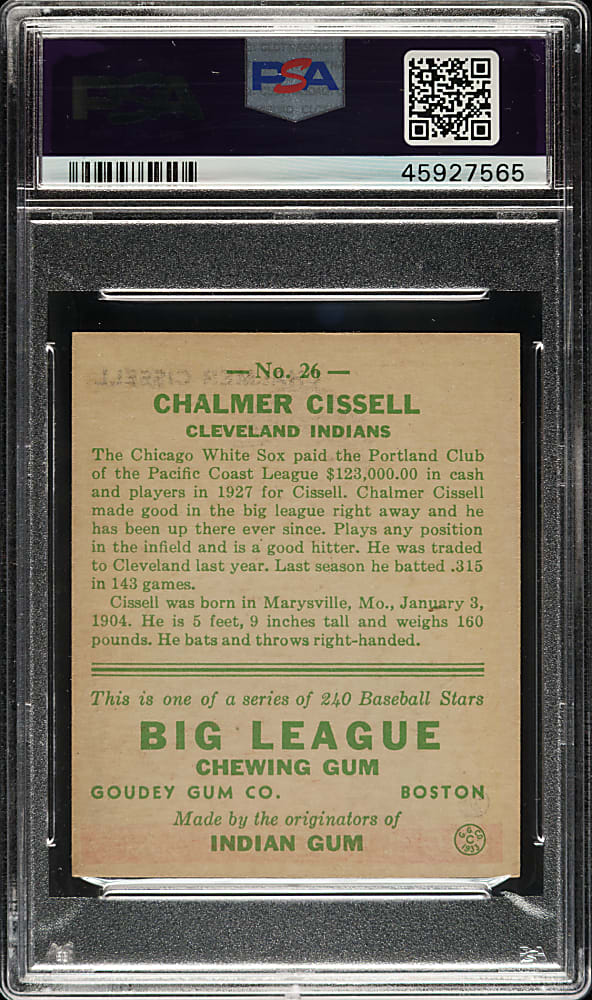 PSA
45927565
— No. 26 —
CHALMER CISSELL
CLEVELAND INDIANS
The Chicago White Sox paid the Portland Club
of the Pacific Coast League $123,000.00 in cash
and players in 1927 for Cissell. Chalmer Cissell
made good in the big league right away and he
has been up there ever since. Plays any position
in the infield and is a good hitter. He was traded
to Cleveland last year. Last season he batted .315
in 143 games.
Cissell was born in Marysville, Mo., January 3,
1904. He is 5 feet, 9 inches tall and weighs 160
pounds. He bats and throws right-handed.
This is one of a series of 240 Baseball Stars
BIG LEAGUE
CHEWING GUM
GOUDEY GUM CO. BOSTON
Made by the originators of
INDIAN GUM
G.G.CO.
C
1933